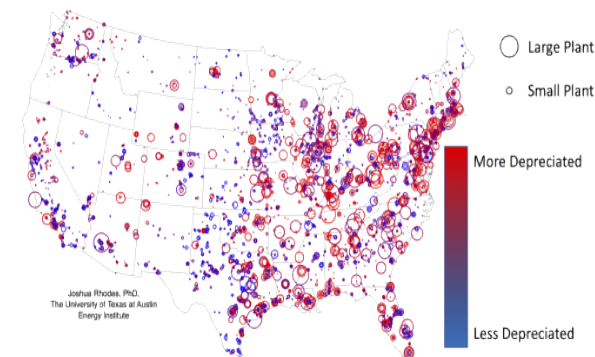 Large Plant
Small Plant
More Depreciated
Less Depreciated
Joshua Rhodes, PhD,
The University of Texas at Austin
Energy Institute